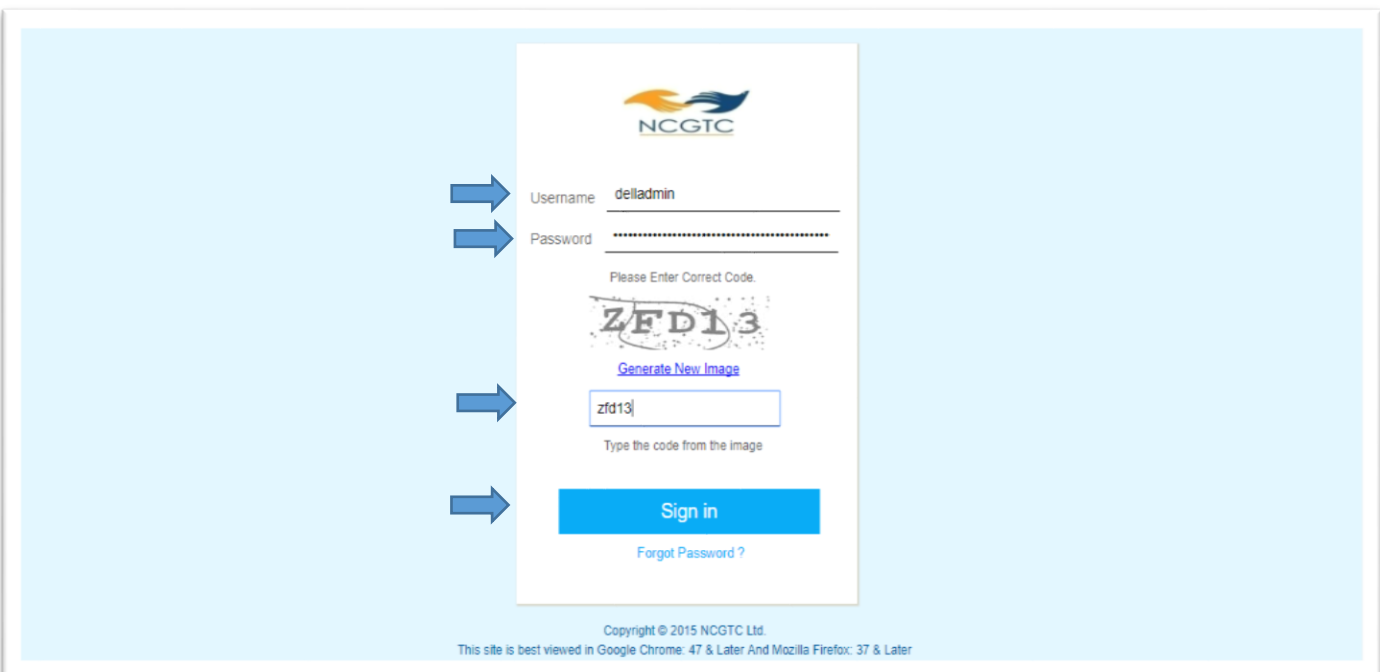 NCGTC
Username delladmin
Password ••••••••••••••••••••••••••••••••••••••••••••
Please Enter Correct Code.
ZFD13
Generate New Image
zfd13
Type the code from the image
Sign in
Forgot Password ?
Copyright © 2015 NCGTC Ltd.
This site is best viewed in Google Chrome: 47 & Later And Mozilla Firefox: 37 & Later